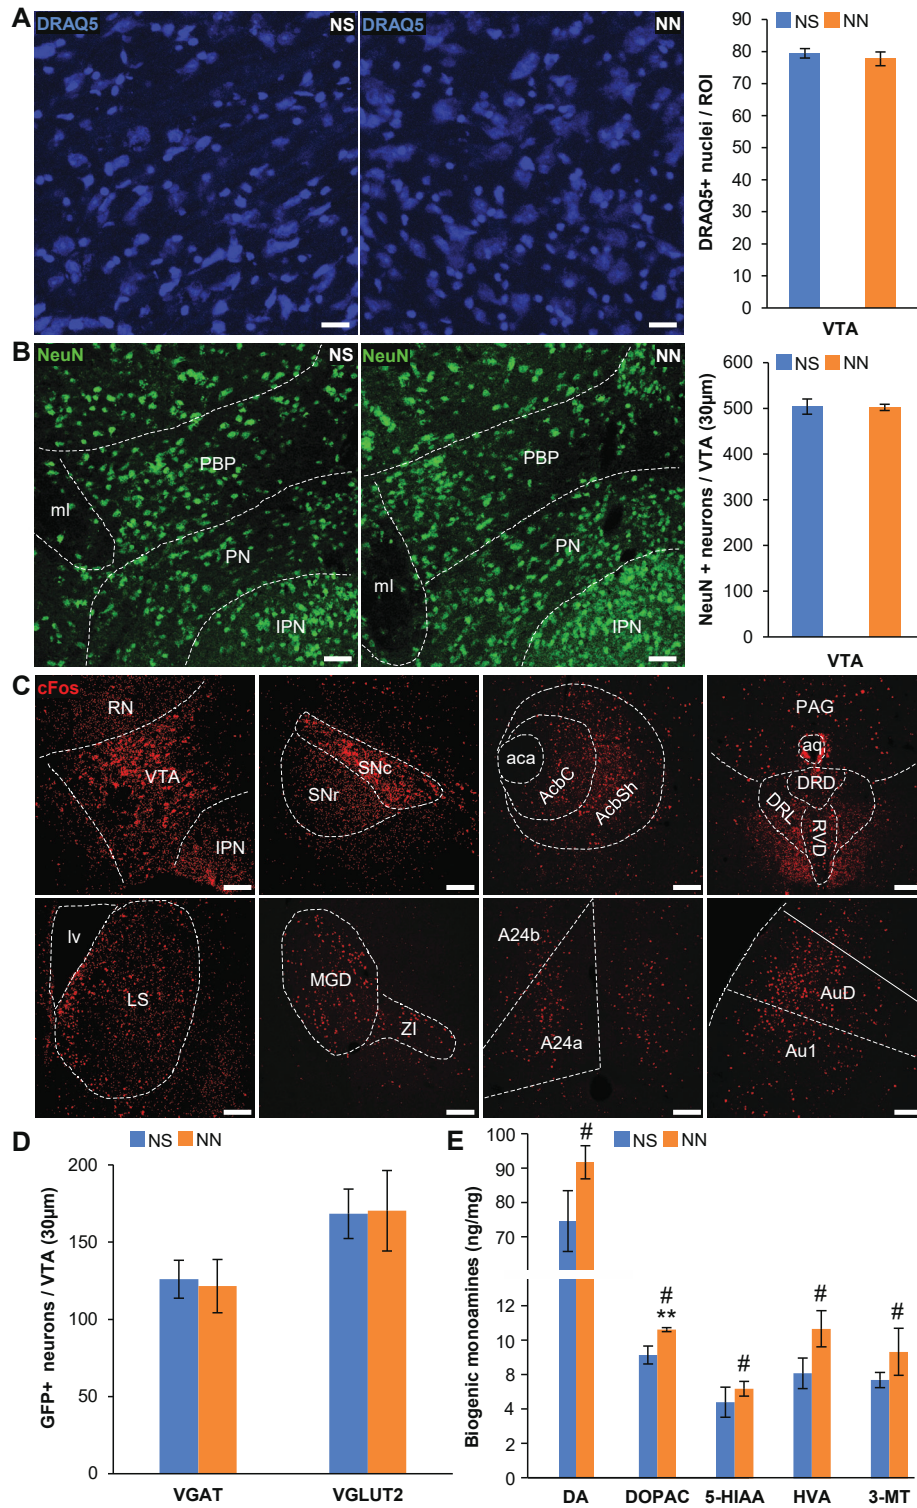 A
DRAQ5 NS
DRAQ5 NN
NS NN
DRAQ5+ nuclei / ROI
90
80
70
60
90
40
30
20
10
0
VTA
B
NeuN NS
NeuN NN
PBP
ml
PN
IPN
PBP
PN
ml
IPN
NS NN
NeuN + neurons / VTA (30µm)
600
500
400
300
200
100
0
VTA
C
cFos
RN
VTA
IPN
SNc
SNr
aca
AcbC
AcbSh
PAG
aq
DRD
DRL
RVD
lv
LS
MGD
ZI
A24b
A24a
AuD
Au1
D
NS NN
GFP+ neurons / VTA (30µm)
200
150
100
50
0
VGAT VGLUT2
E
NS NN
Biogenic monoamines (ng/mg)
100
90
80
70
12
10
8
4
2
0
#
#
**
#
#
#
DA DOPAC 5-HIAA HVA 3-MT